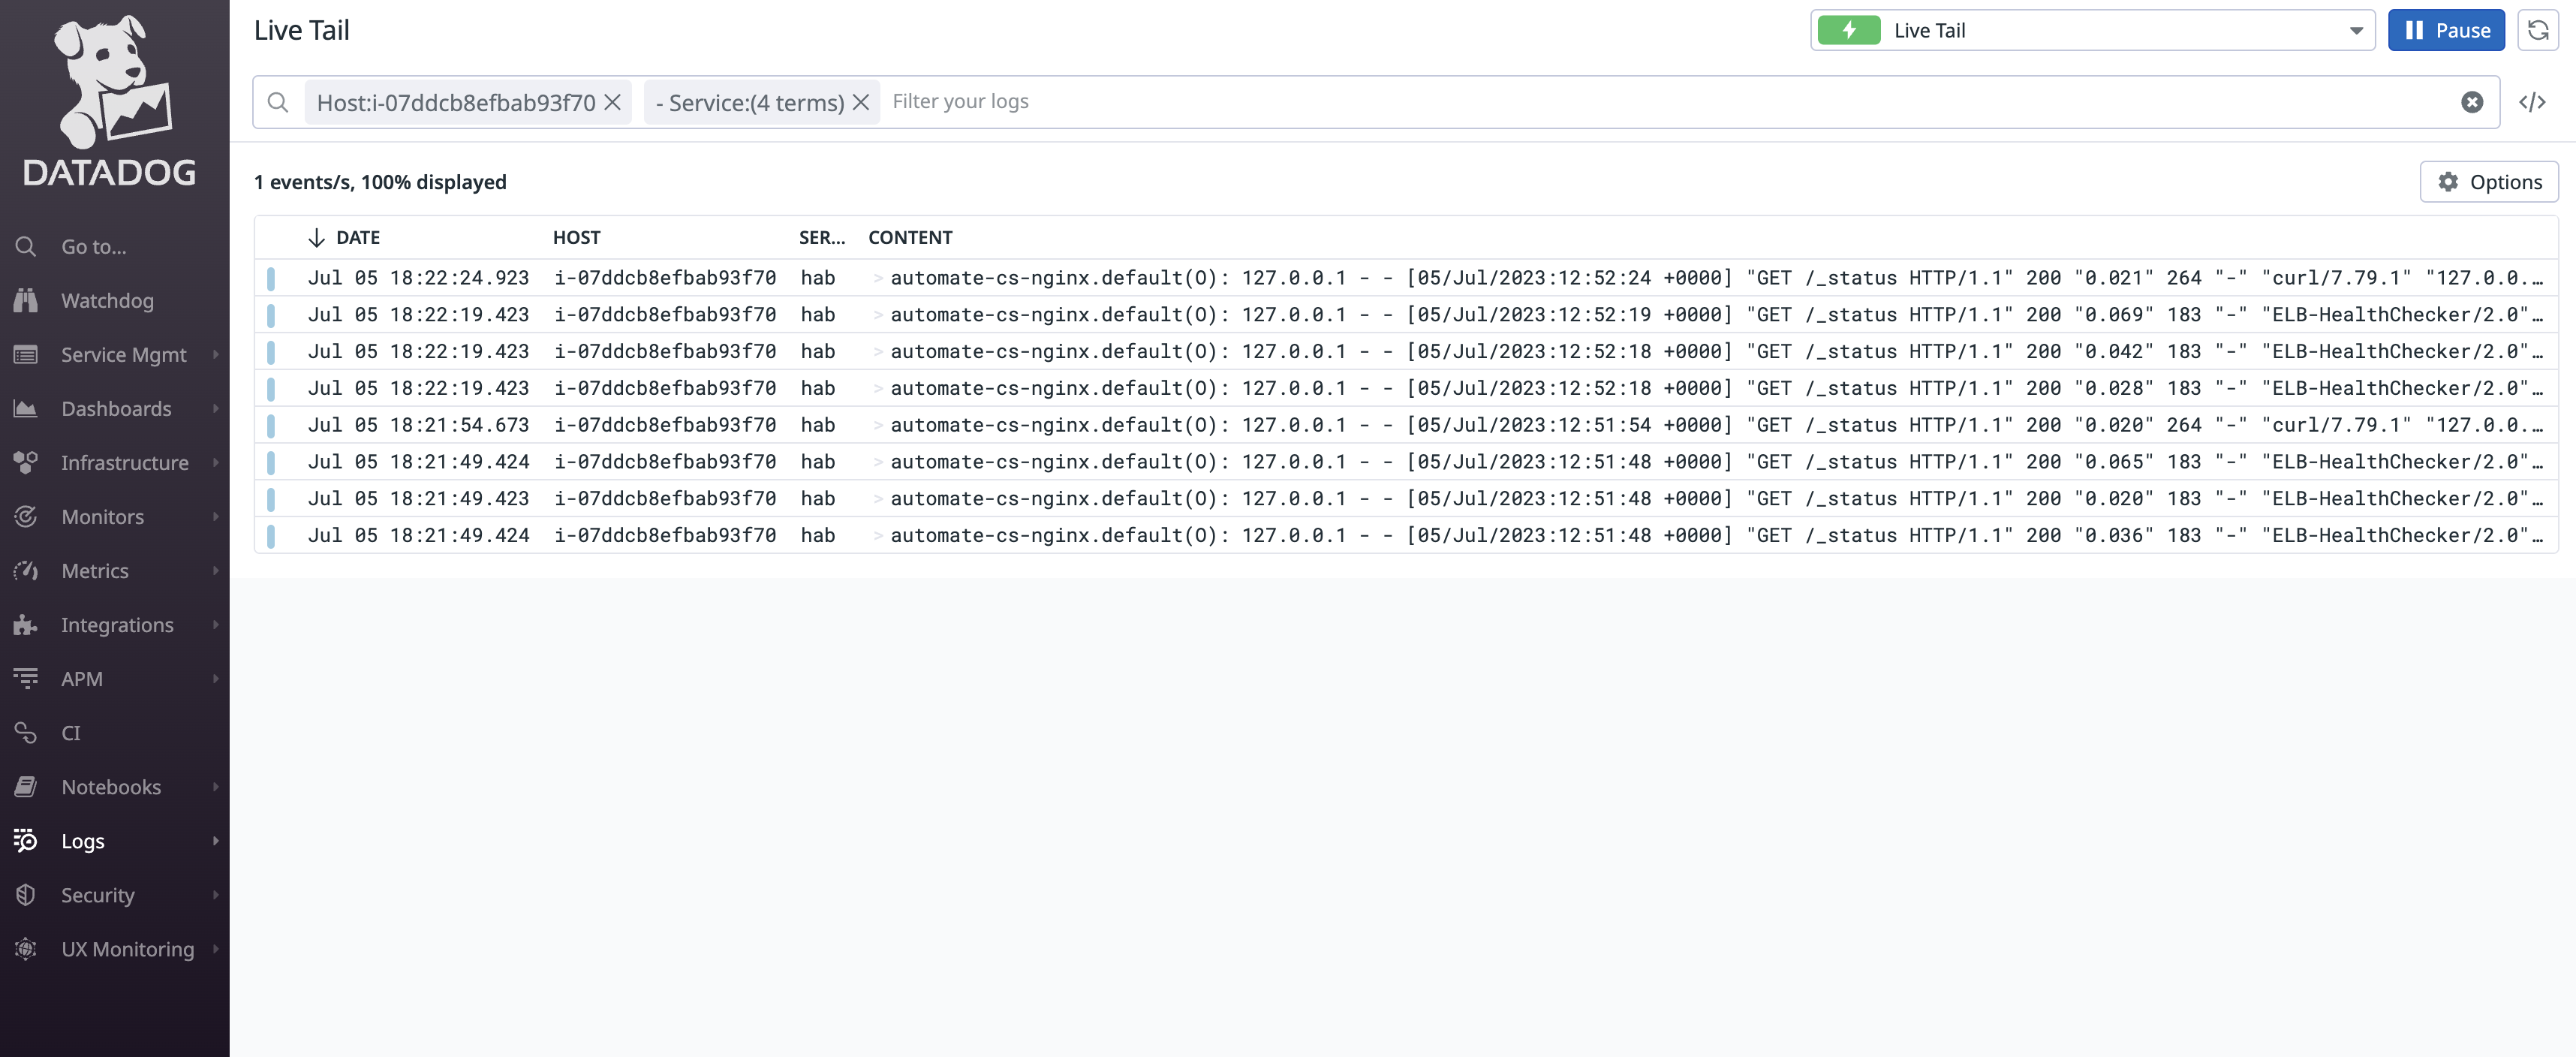 DATADOG
Go to...
Watchdog
Service Mgmt
Dashboards
Infrastructure
Monitors
Metrics
Integrations
APM
CI
Notebooks
Logs
Security
UX Monitoring
Live Tail
Live Tail
Pause
Host:i-07ddcb8efbab93f70 - Service:(4 terms) Filter your logs
1 events/s, 100% displayed
Options
DATE HOST SER... CONTENT
Jul 05 18:22:24.923 i-07ddcb8efbab93f70 hab > automate-cs-nginx.default(O): 127.0.0.1 - - [05/Jul/2023:12:52:24 +0000] "GET /_status HTTP/1.1" 200 "0.021" 264 "-" "curl/7.79.1" "127.0.0.…
Jul 05 18:22:19.423 i-07ddcb8efbab93f70 hab > automate-cs-nginx.default(O): 127.0.0.1 - - [05/Jul/2023:12:52:19 +0000] "GET /_status HTTP/1.1" 200 "0.069" 183 "-" "ELB-HealthChecker/2.0"…
Jul 05 18:22:19.423 i-07ddcb8efbab93f70 hab > automate-cs-nginx.default(O): 127.0.0.1 - - [05/Jul/2023:12:52:18 +0000] "GET /_status HTTP/1.1" 200 "0.042" 183 "-" "ELB-HealthChecker/2.0"…
Jul 05 18:22:19.423 i-07ddcb8efbab93f70 hab > automate-cs-nginx.default(O): 127.0.0.1 - - [05/Jul/2023:12:52:18 +0000] "GET /_status HTTP/1.1" 200 "0.028" 183 "-" "ELB-HealthChecker/2.0"…
Jul 05 18:21:54.673 i-07ddcb8efbab93f70 hab > automate-cs-nginx.default(O): 127.0.0.1 - - [05/Jul/2023:12:51:54 +0000] "GET /_status HTTP/1.1" 200 "0.020" 264 "-" "curl/7.79.1" "127.0.0.…
Jul 05 18:21:49.424 i-07ddcb8efbab93f70 hab > automate-cs-nginx.default(O): 127.0.0.1 - - [05/Jul/2023:12:51:48 +0000] "GET /_status HTTP/1.1" 200 "0.065" 183 "-" "ELB-HealthChecker/2.0"…
Jul 05 18:21:49.423 i-07ddcb8efbab93f70 hab > automate-cs-nginx.default(O): 127.0.0.1 - - [05/Jul/2023:12:51:48 +0000] "GET /_status HTTP/1.1" 200 "0.020" 183 "-" "ELB-HealthChecker/2.0"…
Jul 05 18:21:49.424 i-07ddcb8efbab93f70 hab > automate-cs-nginx.default(O): 127.0.0.1 - - [05/Jul/2023:12:51:48 +0000] "GET /_status HTTP/1.1" 200 "0.036" 183 "-" "ELB-HealthChecker/2.0"…